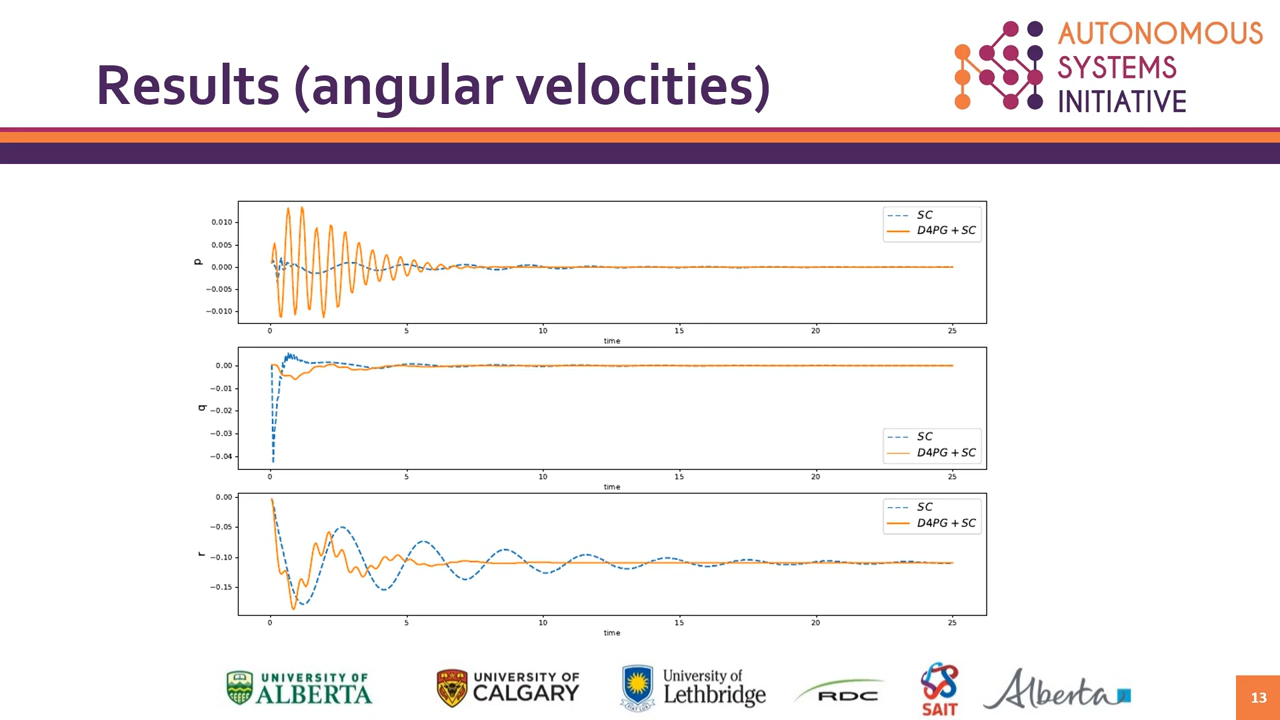 Results (angular velocities)
AUTONOMOUS
SYSTEMS
INITIATIVE
SC
D4PG + SC
0.010
0.005
0.000
−0.005
−0.010
p
0 5 10 15 20 25
time
0.00
−0.01
−0.02
−0.03
−0.04
q
SC
D4PG + SC
0 5 10 15 20 25
time
0.00
−0.05
−0.10
−0.15
r
SC
D4PG + SC
0 5 10 15 20 25
time
UNIVERSITY OF
ALBERTA
UNIVERSITY OF
CALGARY
University of
Lethbridge
RDC
SAIT
Alberta
13